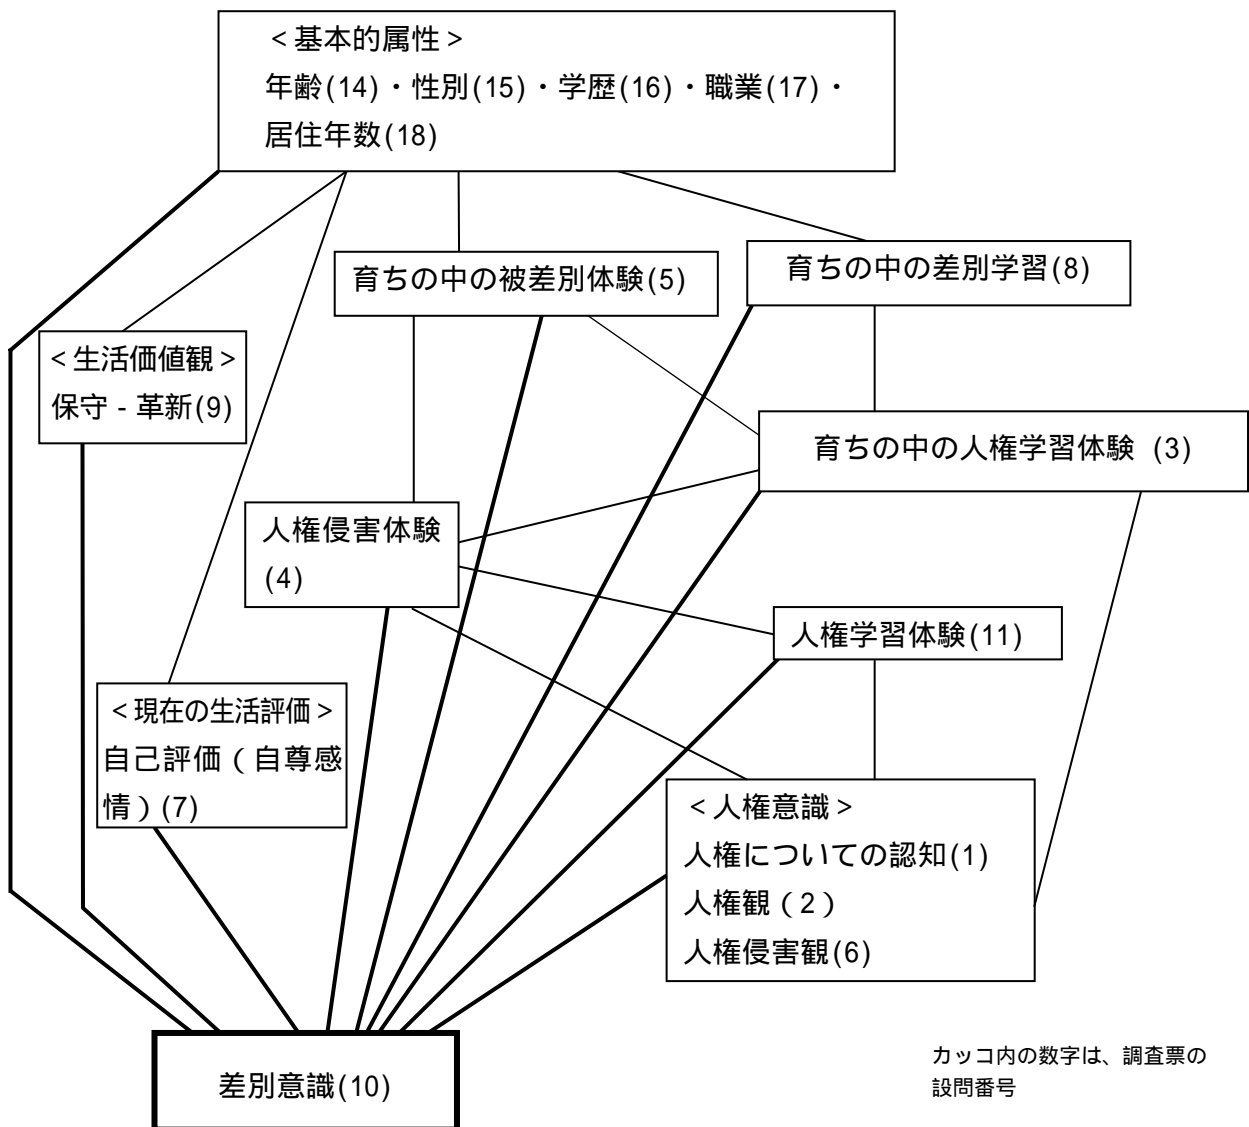 ＜基本的属性＞
年齢(14)・性別(15)・学歴(16)・職業(17)・
居住年数(18)
育ちの中の被差別体験(5)
育ちの中の差別学習(8)
＜生活価値観＞
保守 - 革新(9)
育ちの中の人権学習体験 (3)
人権侵害体験
(4)
人権学習体験(11)
＜現在の生活評価＞
自己評価（自尊感
情）(7)
＜人権意識＞
人権についての認知(1)
人権観（2）
人権侵害観(6)
差別意識(10)
カッコ内の数字は、調査票の
設問番号